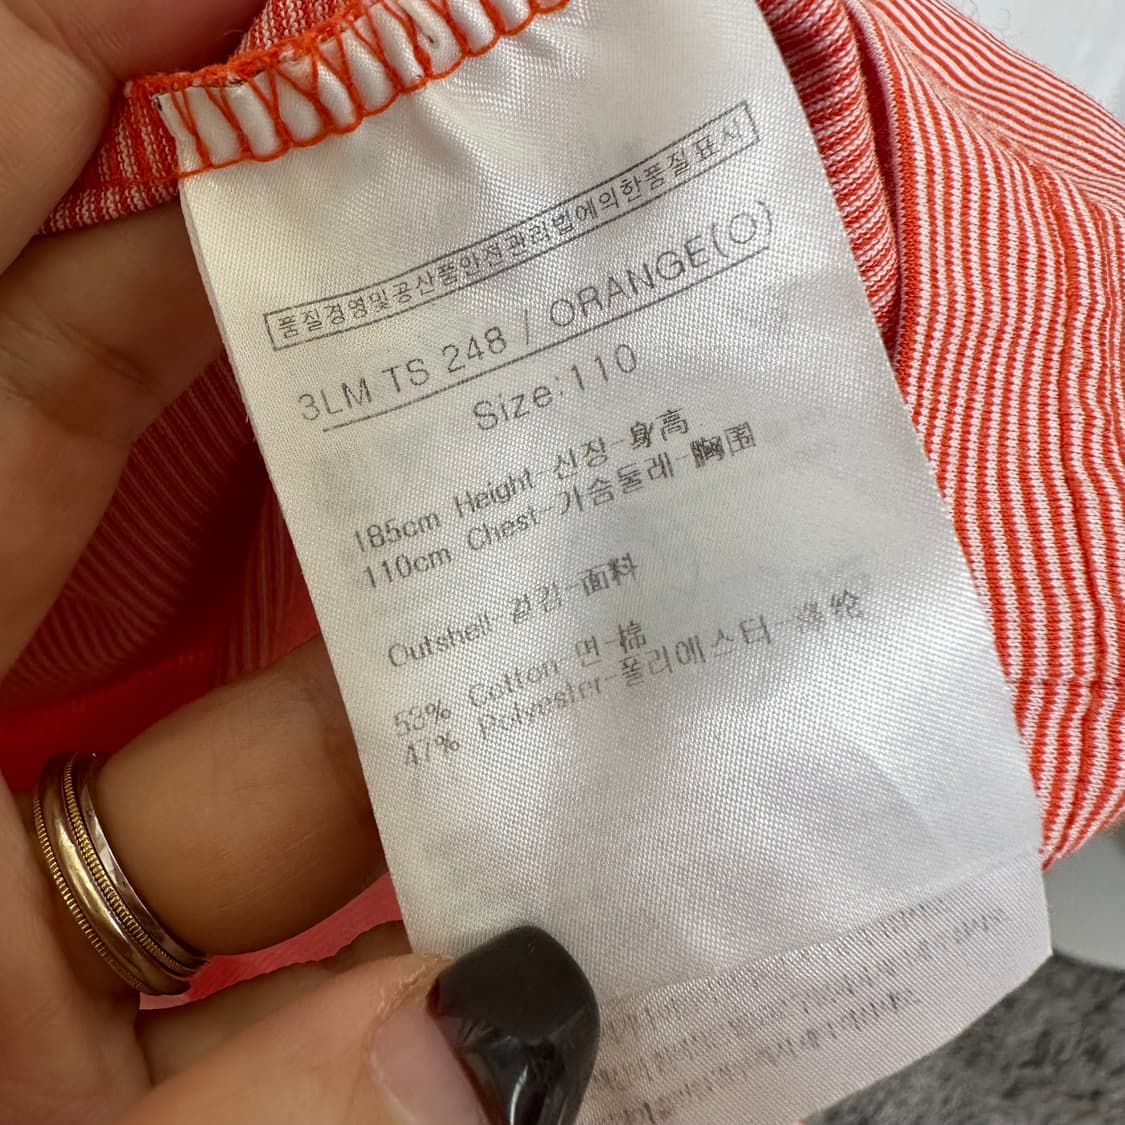 품질경영및공산품안전관리법에의한품질표시
3LM TS 248 / ORANGE(O)
Size:110
185cm Height-신장-身高
110cm Chest-가슴둘레-胸围
Outshell 겉감-面料
53% Cotton-면-棉
47% Polyester-폴리에스터-涤纶